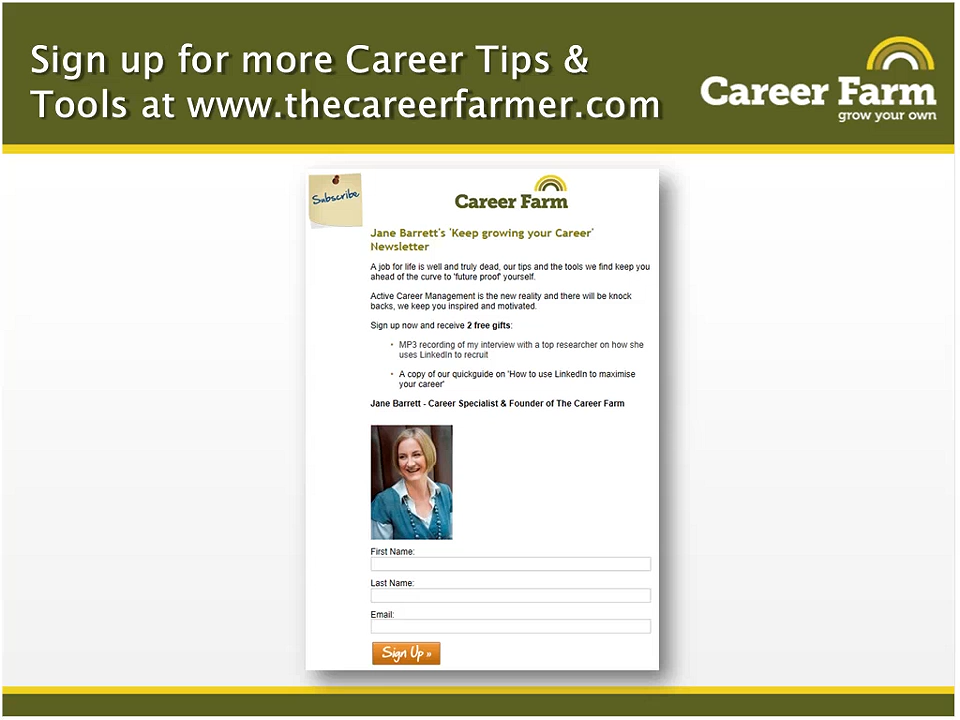 Sign up for more Career Tips &
Tools at www.thecareerfarmer.com
Career Farm
grow your own
Subscribe
Career Farm
Jane Barrett's 'Keep growing your Career'
Newsletter
A job for life is well and truly dead, our tips and the tools we find keep you
ahead of the curve to 'future proof' yourself.
Active Career Management is the new reality and there will be knock
backs, we keep you inspired and motivated.
Sign up now and receive 2 free gifts:
• MP3 recording of my interview with a top researcher on how she
uses LinkedIn to recruit
• A copy of our quickguide on 'How to use LinkedIn to maximise
your career'
Jane Barrett - Career Specialist & Founder of The Career Farm
First Name:
Last Name:
Email:
Sign Up »